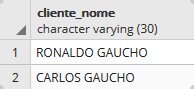 cliente_nome
character varying (30)
1 RONALDO GAUCHO
2 CARLOS GAUCHO